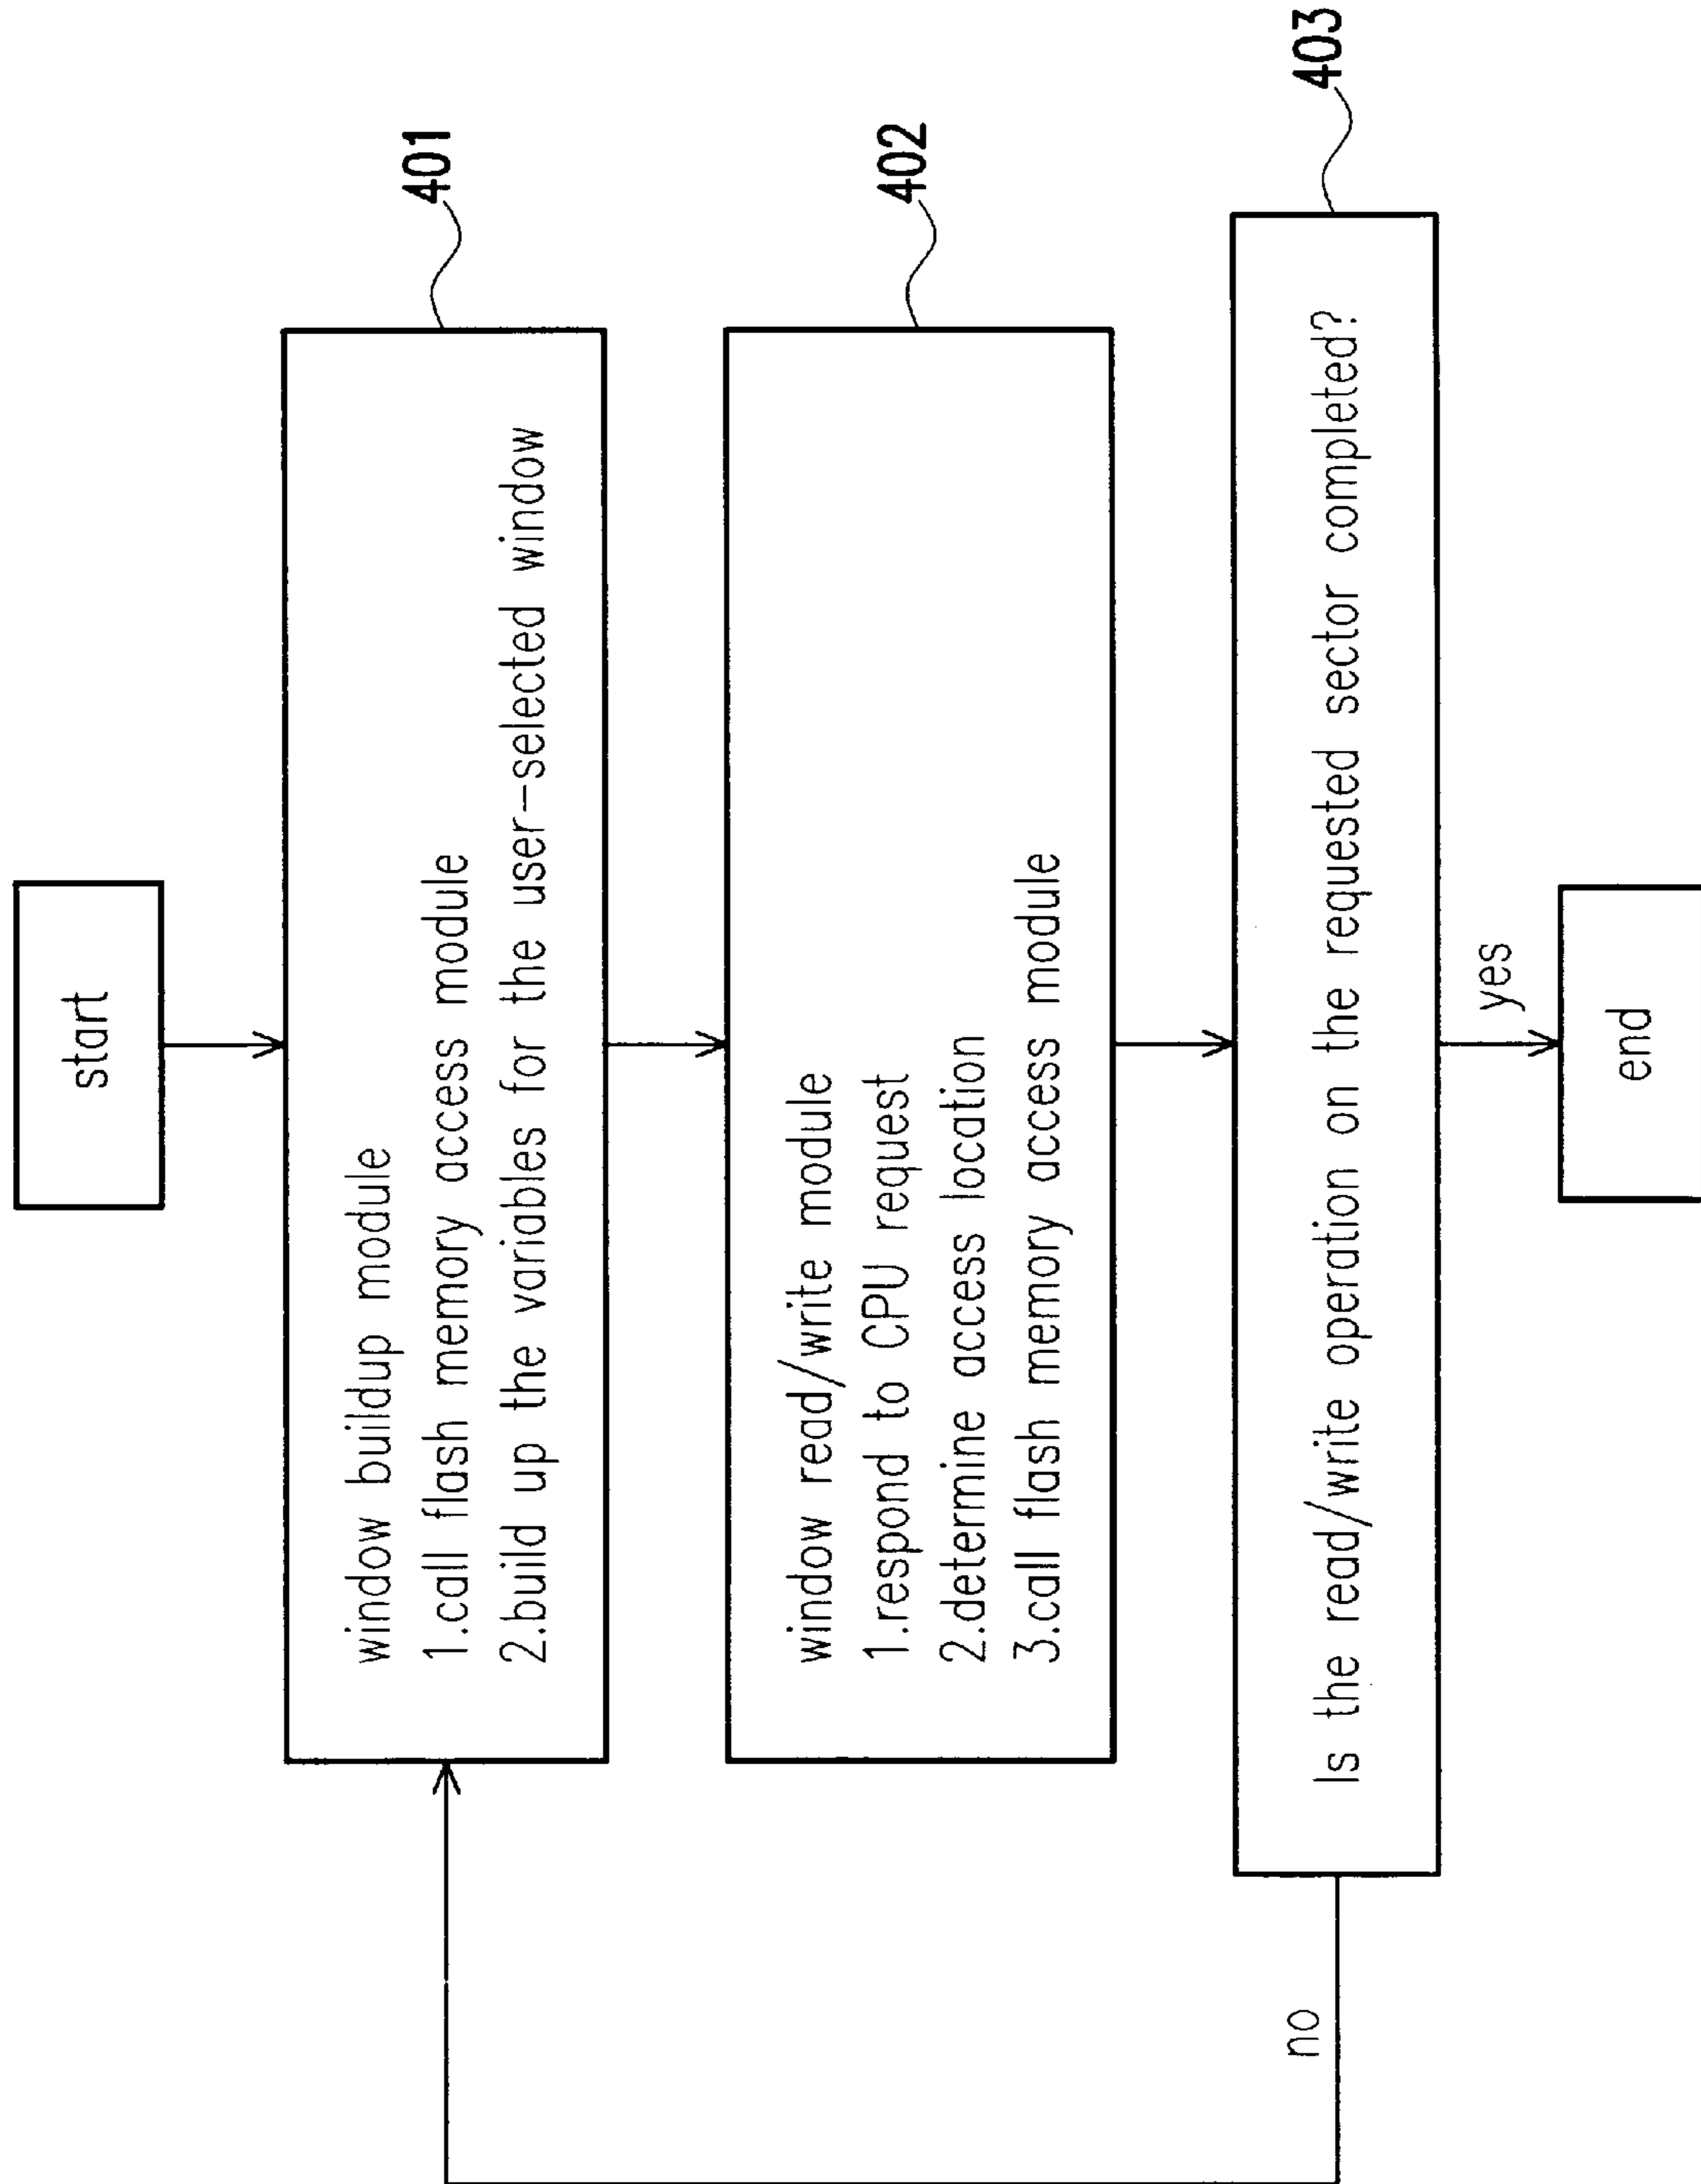 start
window buildup module
1.call flash memory access module
2.build up the variables for the user-selected window
401
window read/write module
1.respond to CPU request
2.determine access location
3.call flash memory access module
402
Is the read/write operation on the requested sector completed?
403
no
yes
end